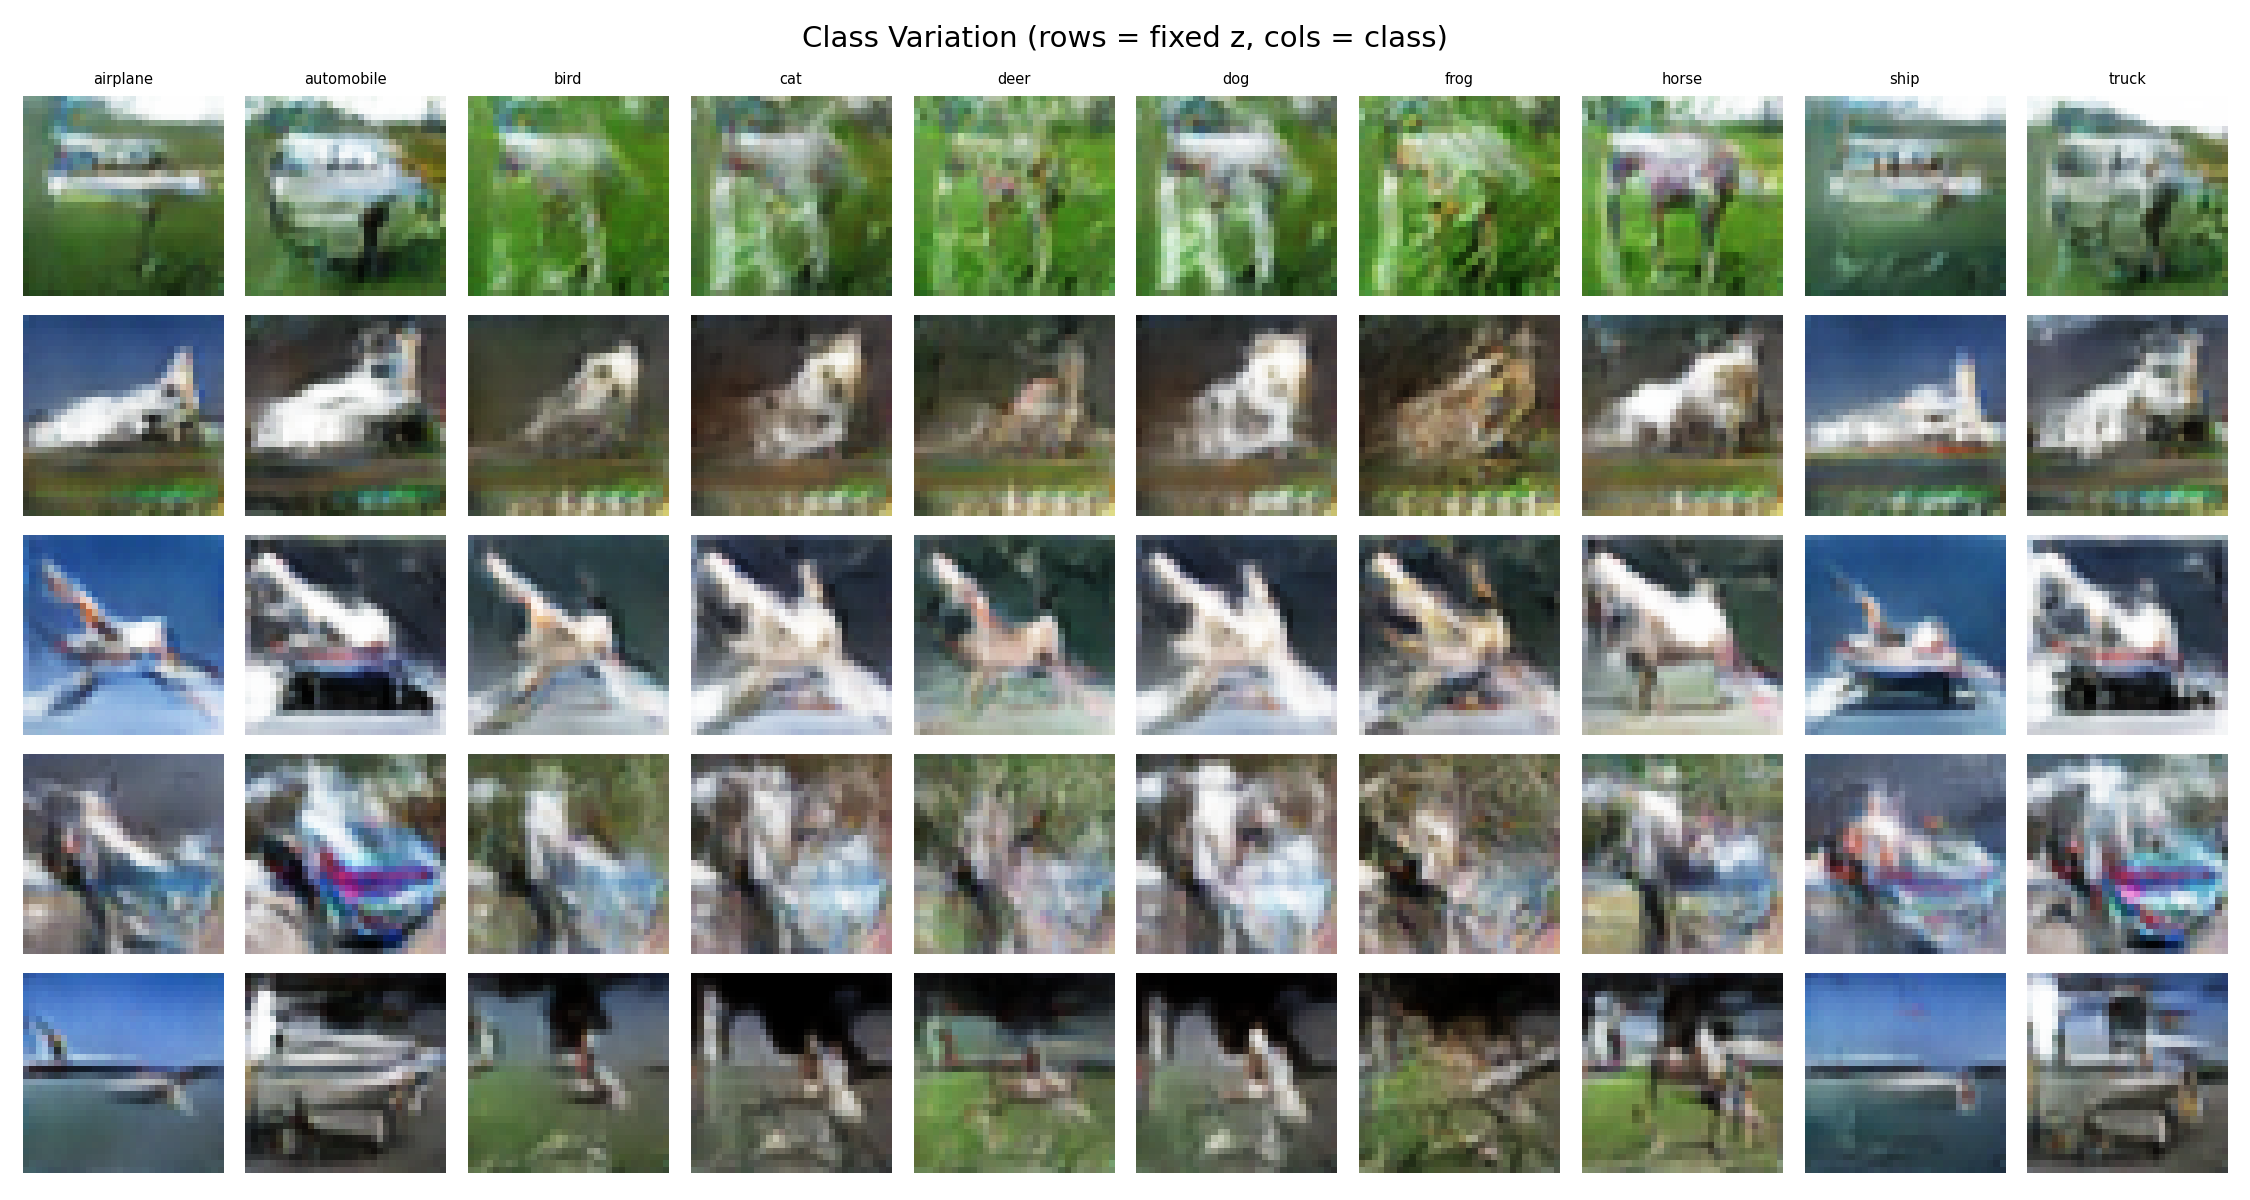 Class Variation (rows = fixed z, cols = class)
airplane automobile bird cat deer dog frog horse ship truck